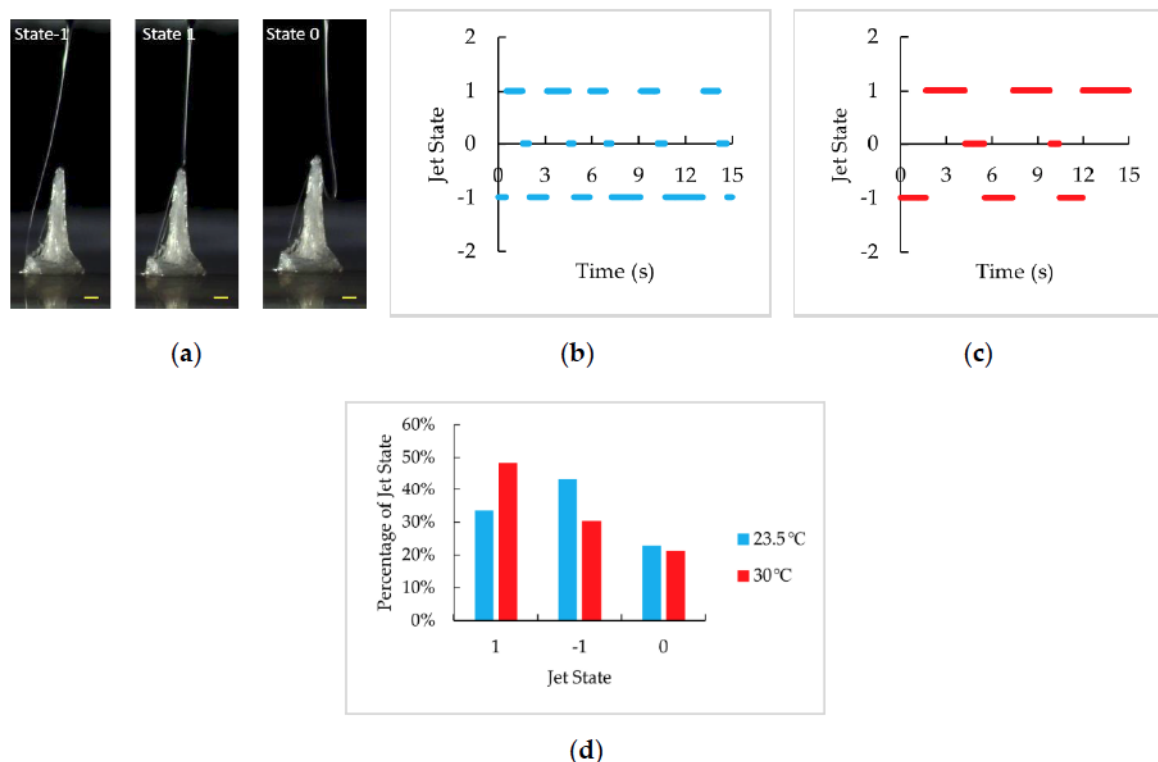 State-1
State 1
State 0
2
1
0
-1
-2
Jet State
0 3 6 9 12 15
Time (s)
2
1
0
-1
-2
Jet State
0 3 6 9 12 15
Time (s)
(a)
(b)
(c)
60%
50%
40%
30%
20%
10%
0%
Percentage of Jet State
1 -1 0
Jet State
23.5°C
30°C
(d)